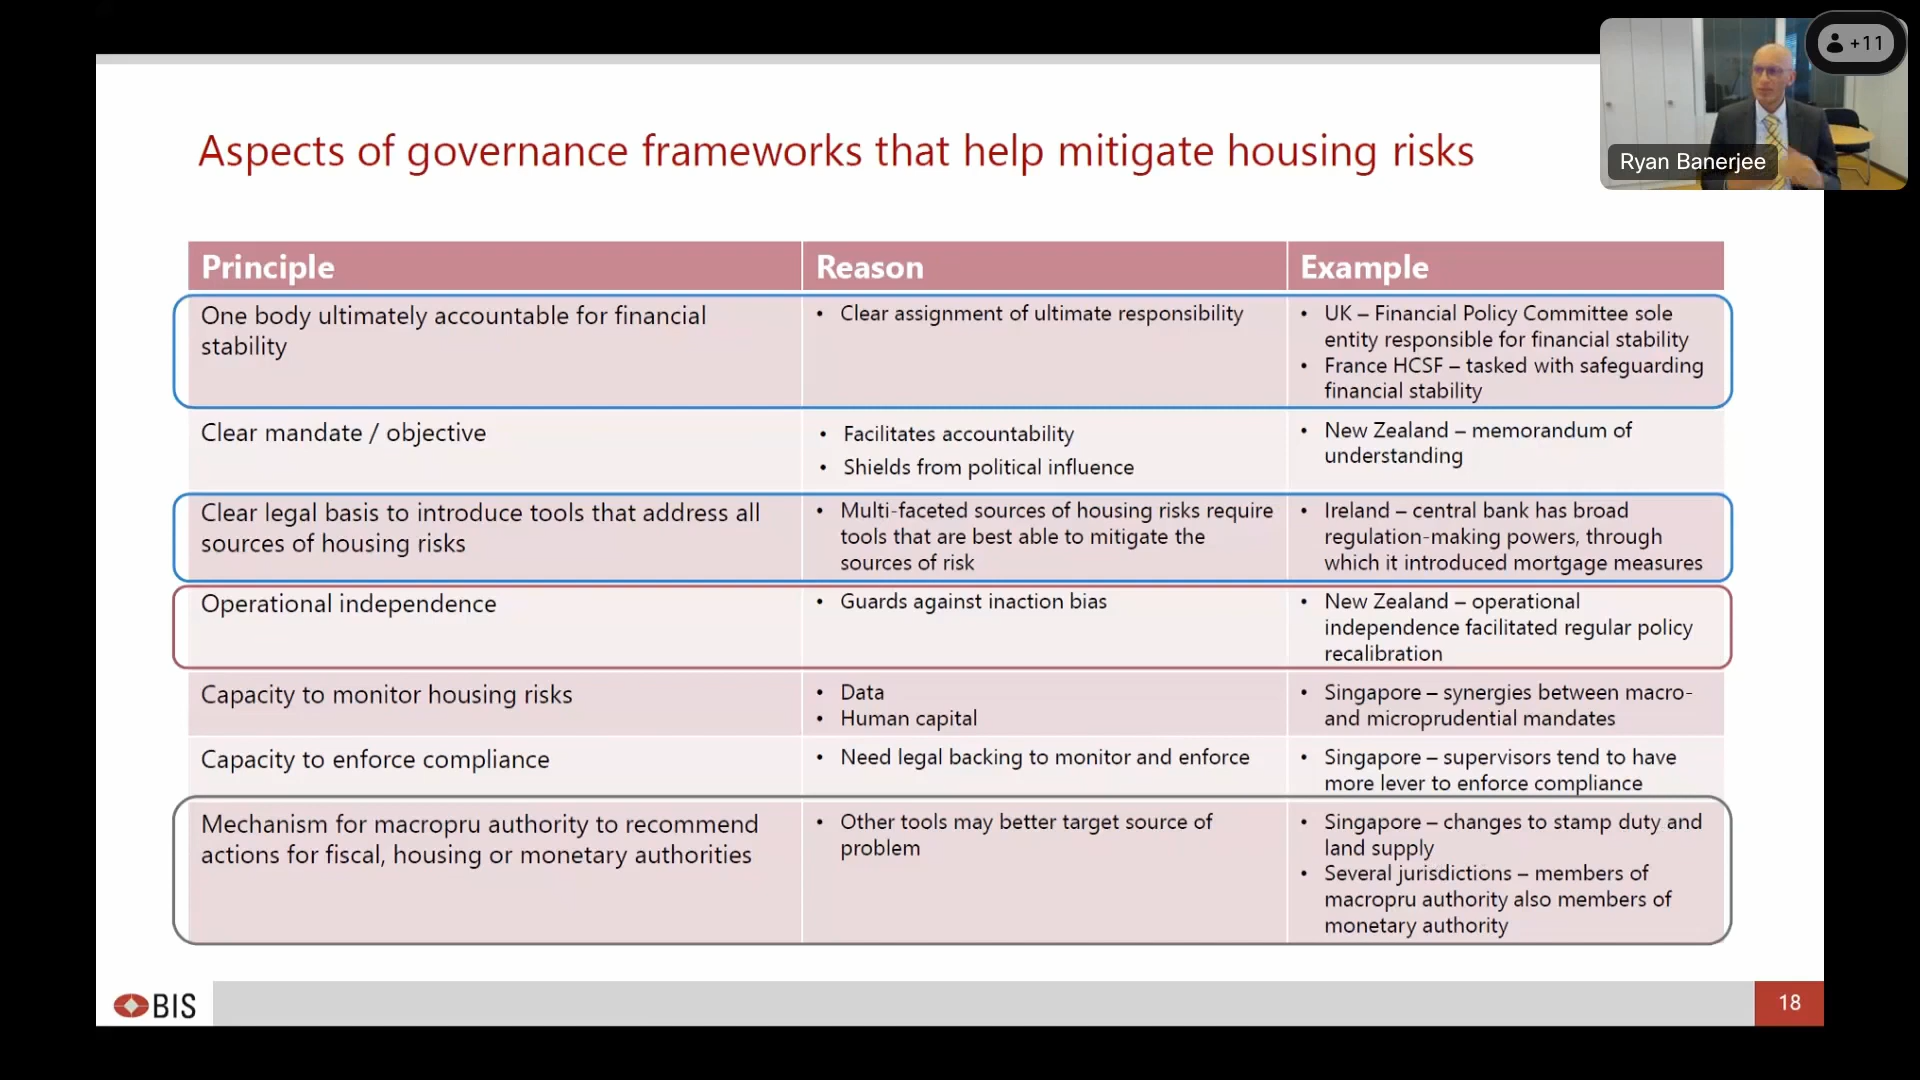 +11
Ryan Banerjee
Aspects of governance frameworks that help mitigate housing risks
Principle
Reason
Example
One body ultimately accountable for financial
stability
• Clear assignment of ultimate responsibility
• UK – Financial Policy Committee sole
entity responsible for financial stability
• France HCSF – tasked with safeguarding
financial stability
Clear mandate / objective
• Facilitates accountability
• Shields from political influence
• New Zealand – memorandum of
understanding
Clear legal basis to introduce tools that address all
sources of housing risks
• Multi-faceted sources of housing risks require
tools that are best able to mitigate the
sources of risk
• Ireland – central bank has broad
regulation-making powers, through
which it introduced mortgage measures
Operational independence
• Guards against inaction bias
• New Zealand – operational
independence facilitated regular policy
recalibration
Capacity to monitor housing risks
• Data
• Human capital
• Singapore – synergies between macro-
and microprudential mandates
Capacity to enforce compliance
• Need legal backing to monitor and enforce
• Singapore – supervisors tend to have
more lever to enforce compliance
Mechanism for macropru authority to recommend
actions for fiscal, housing or monetary authorities
• Other tools may better target source of
problem
• Singapore – changes to stamp duty and
land supply
• Several jurisdictions – members of
macropru authority also members of
monetary authority
BIS
18